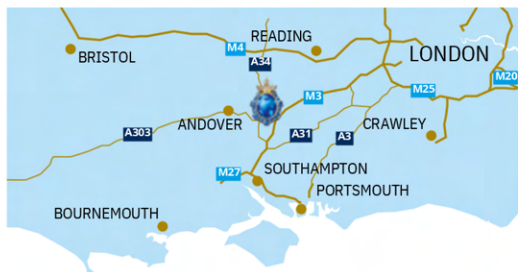 READING
M4
BRISTOL
LONDON
A34
M20
M25
M3
ANDOVER
CRAWLEY
A303
A31
A3
M27
SOUTHAMPTON
PORTSMOUTH
BOURNEMOUTH